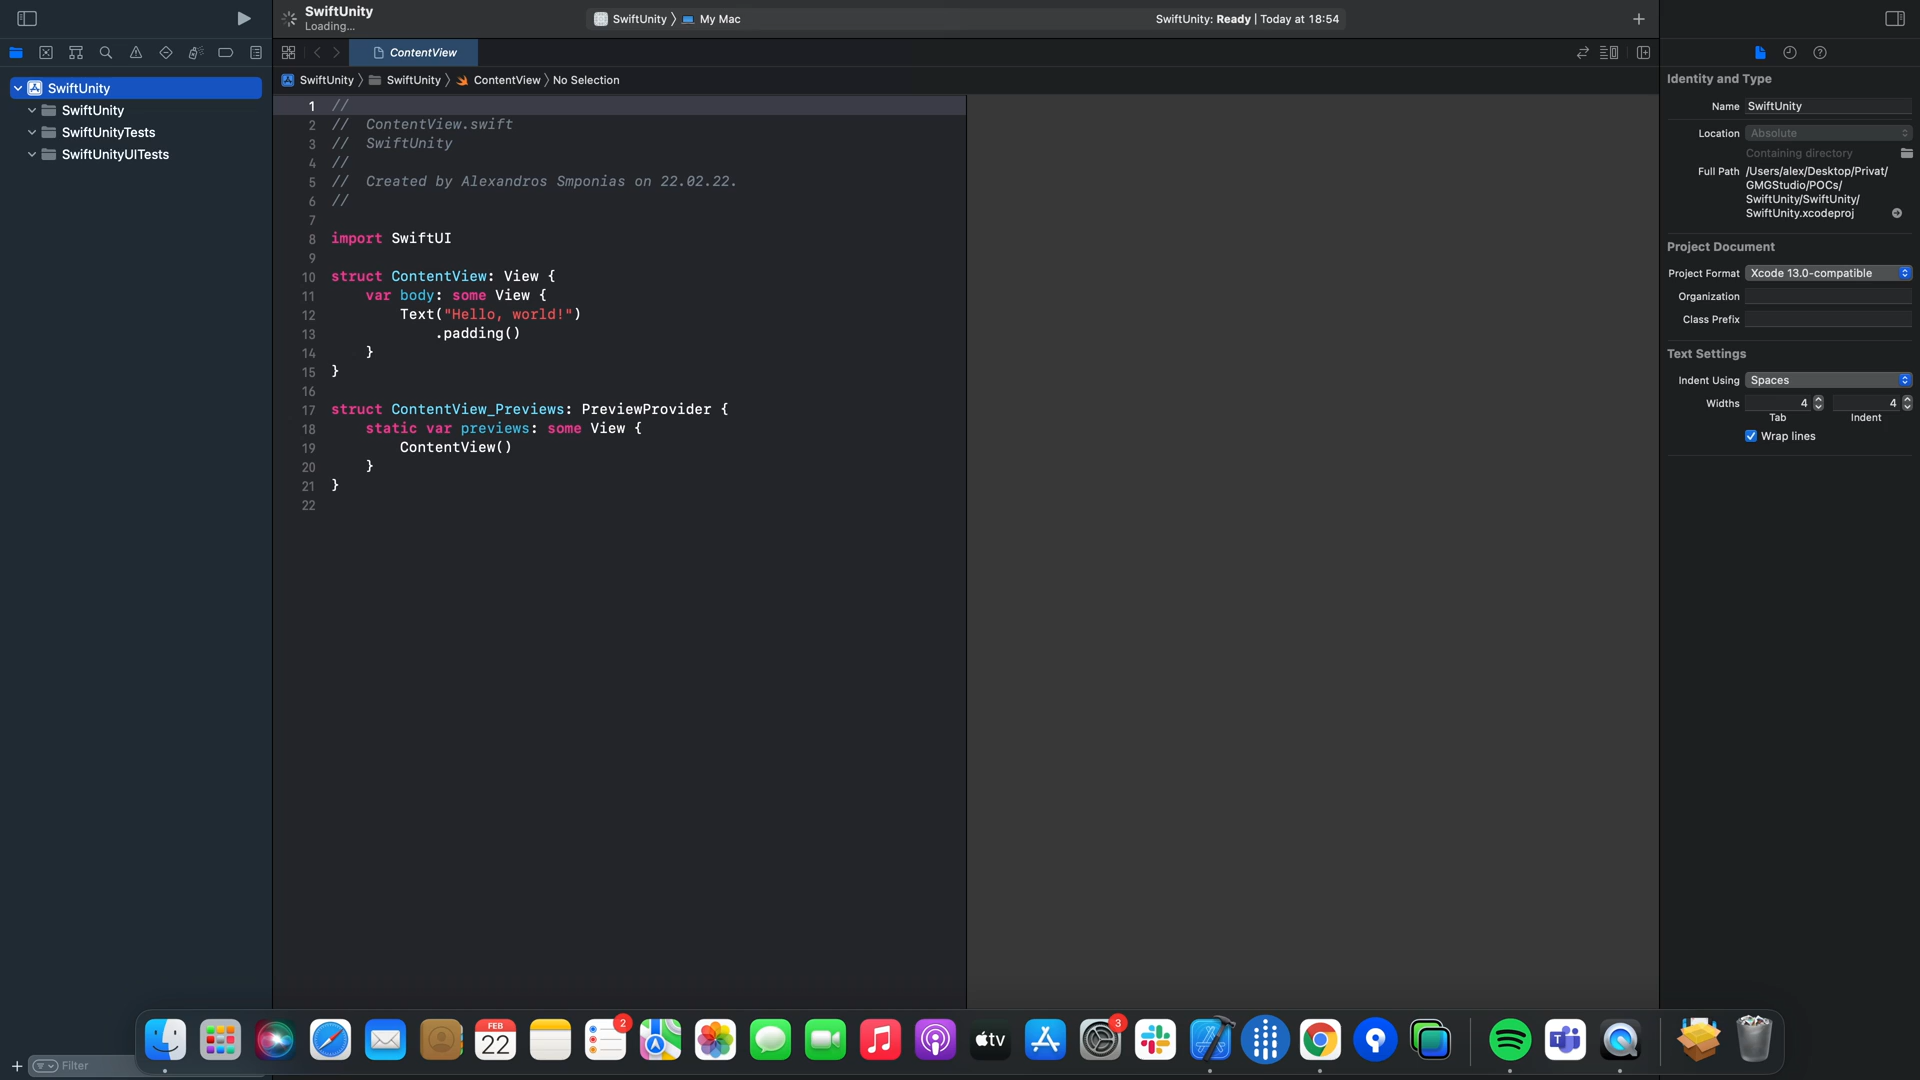 SwiftUnity
Loading...
SwiftUnity 〉 My Mac
SwiftUnity: Ready | Today at 18:54
ContentView
SwiftUnity 〉 SwiftUnity 〉 ContentView 〉 No Selection
SwiftUnity
SwiftUnity
SwiftUnityTests
SwiftUnityUITests
1 //
2 //  ContentView.swift
3 //  SwiftUnity
4 //
5 //  Created by Alexandros Smponias on 22.02.22.
6 //
7
8 import SwiftUI
9
10 struct ContentView: View {
11     var body: some View {
12         Text("Hello, world!")
13             .padding()
14     }
15 }
16
17 struct ContentView_Previews: PreviewProvider {
18     static var previews: some View {
19         ContentView()
20     }
21 }
22
Identity and Type
Name SwiftUnity
Location Absolute
Containing directory
Full Path /Users/alex/Desktop/Privat/
GMGStudio/POCs/
SwiftUnity/SwiftUnity/
SwiftUnity.xcodeproj
Project Document
Project Format Xcode 13.0-compatible
Organization
Class Prefix
Text Settings
Indent Using Spaces
Widths 4 4
Tab Indent
Wrap lines
Filter
FEB
22
2
tv
3